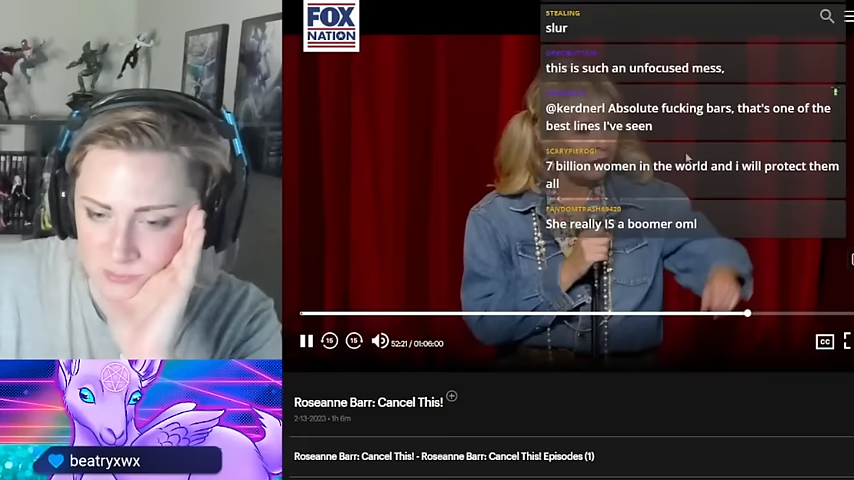 FOX
NATION
STEALING
slur
this is such an unfocused mess,
@kerdnerl Absolute fucking bars, that's one of the
best lines I've seen
SCARYPIEROGI
7 billion women in the world and i will protect them
all
FANDOMTRASH69420
She really IS a boomer oml
15
15
52:21 / 01:06:00
CC
Roseanne Barr: Cancel This!
2-13-2023 • 1h 6m
Roseanne Barr: Cancel This! - Roseanne Barr: Cancel This! Episodes (1)
beatryxwx